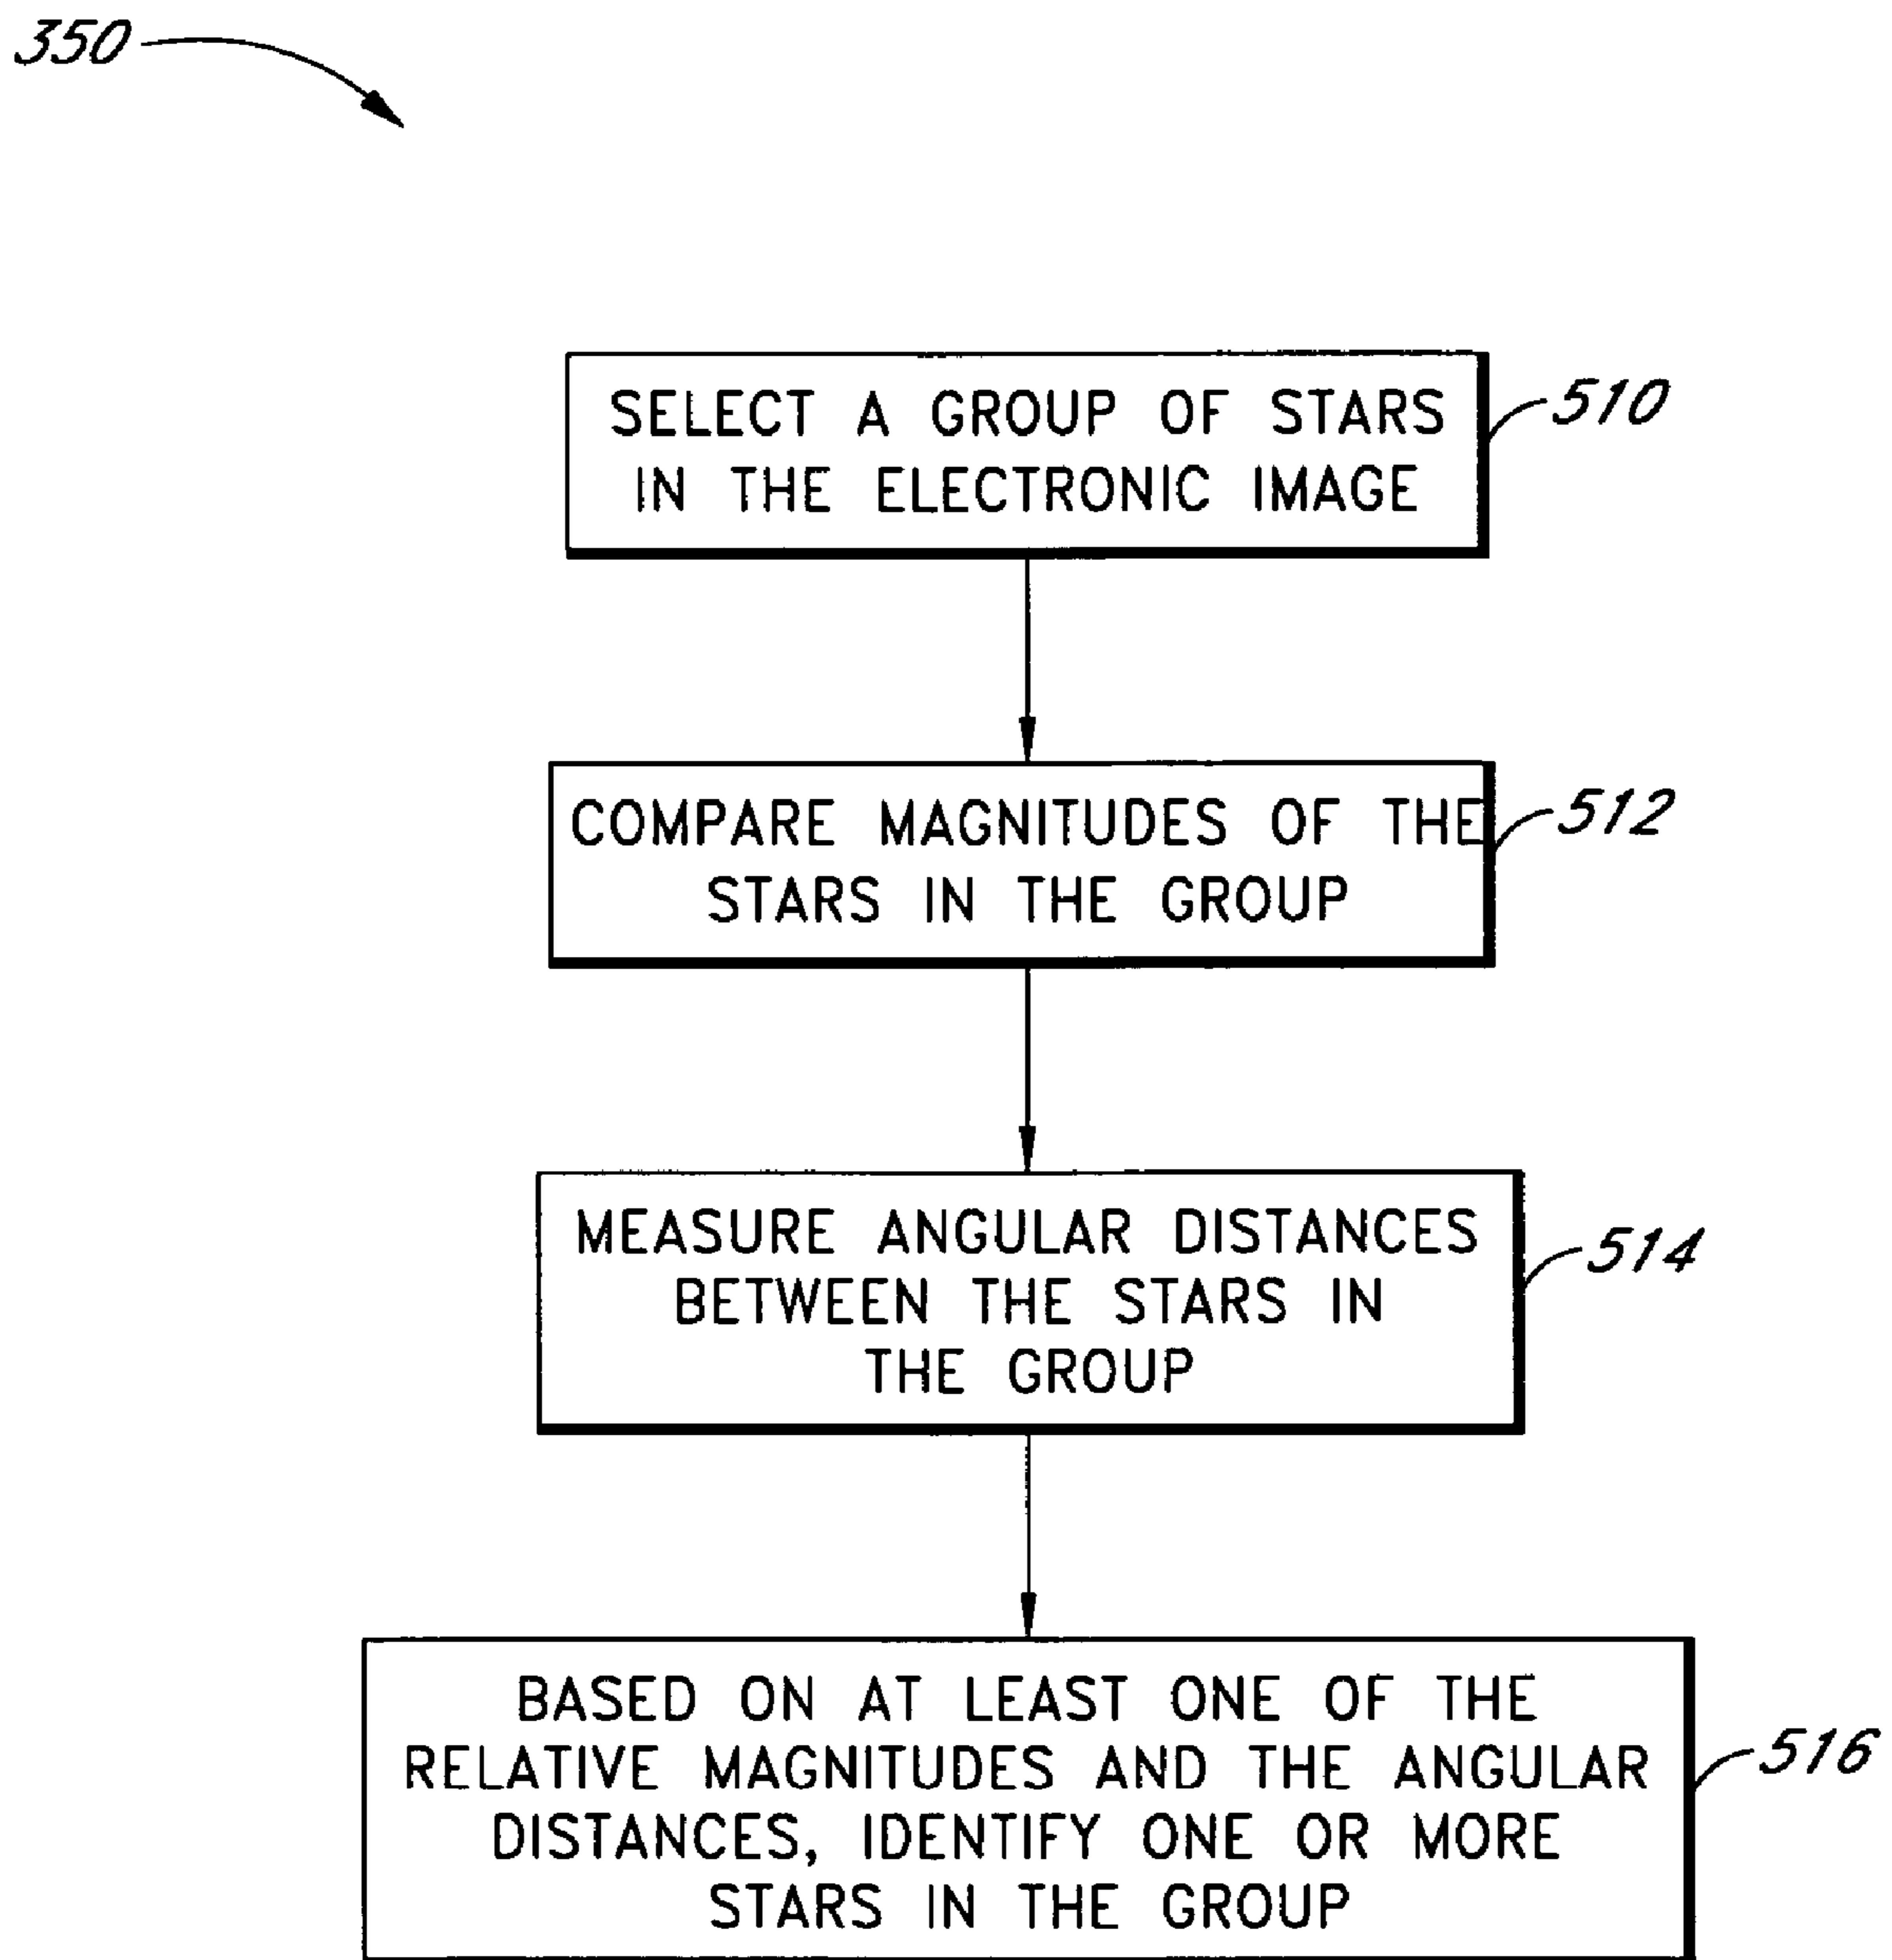 350
SELECT A GROUP OF STARS
IN THE ELECTRONIC IMAGE
510
COMPARE MAGNITUDES OF THE
STARS IN THE GROUP
512
MEASURE ANGULAR DISTANCES
BETWEEN THE STARS IN
THE GROUP
514
BASED ON AT LEAST ONE OF THE
RELATIVE MAGNITUDES AND THE ANGULAR
DISTANCES, IDENTIFY ONE OR MORE
STARS IN THE GROUP
516